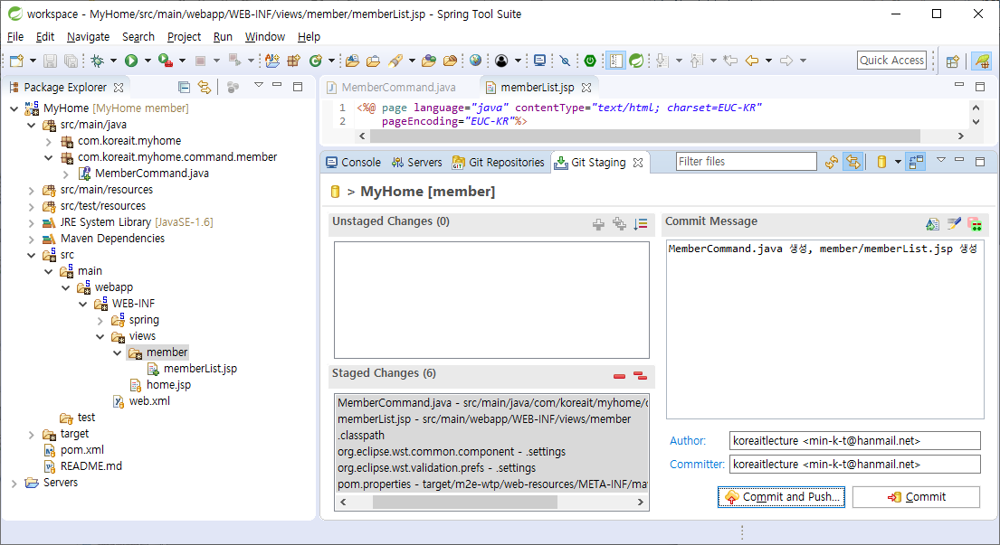 workspace - MyHome/src/main/webapp/WEB-INF/views/member/memberList.jsp - Spring Tool Suite
File Edit Navigate Search Project Run Window Help
Quick Access
Package Explorer
MyHome [MyHome member]
src/main/java
com.koreait.myhome
com.koreait.myhome.command.member
MemberCommand.java
src/main/resources
src/test/resources
JRE System Library [JavaSE-1.6]
Maven Dependencies
src
main
webapp
WEB-INF
spring
views
member
memberList.jsp
home.jsp
web.xml
test
target
pom.xml
README.md
Servers
MemberCommand.java memberList.jsp
1 <%@ page language="java" contentType="text/html; charset=EUC-KR"
2 pageEncoding="EUC-KR"%>
Console Servers Git Repositories Git Staging Filter files
> MyHome [member]
Unstaged Changes (0)
Staged Changes (6)
MemberCommand.java - src/main/java/com/koreait/myhome/
memberList.jsp - src/main/webapp/WEB-INF/views/member
.classpath
org.eclipse.wst.common.component - .settings
org.eclipse.wst.validation.prefs - .settings
pom.properties - target/m2e-wtp/web-resources/META-INF/
Commit Message
MemberCommand.java 생성, member/memberList.jsp 생성
Author: koreaitlecture <min-k-t@hanmail.net>
Committer: koreaitlecture <min-k-t@hanmail.net>
Commit and Push... Commit